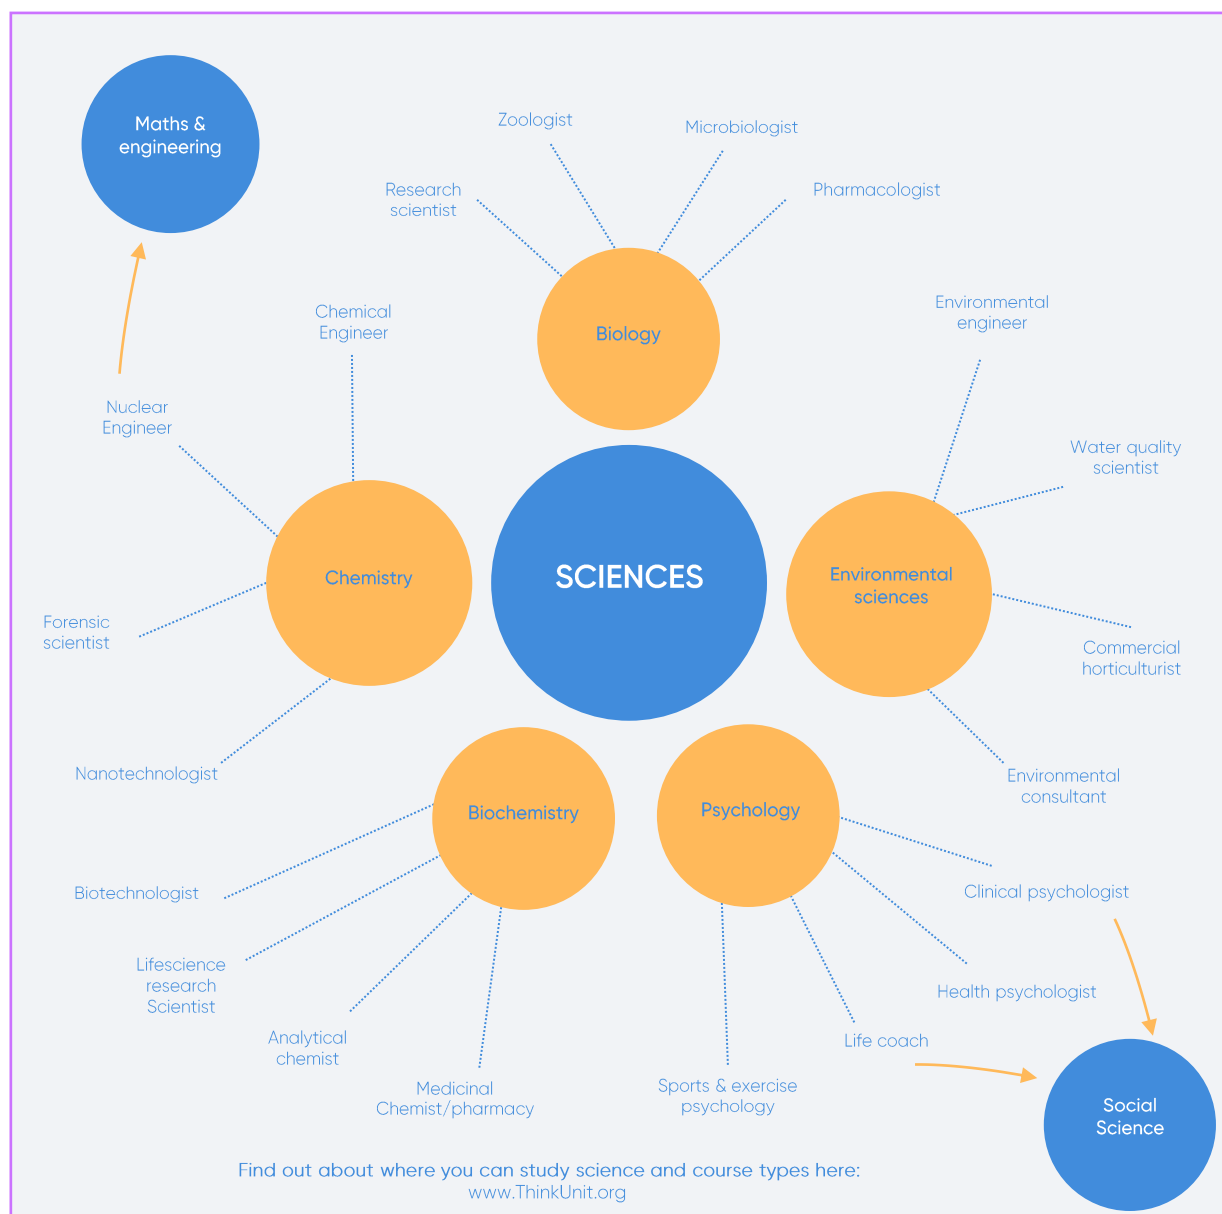 Maths &
engineering
Zoologist
Microbiologist
Research
scientist
Pharmacologist
Biology
Chemical
Engineer
Environmental
engineer
Nuclear
Engineer
Water quality
scientist
SCIENCES
Chemistry
Environmental
sciences
Forensic
scientist
Commercial
horticulturist
Nanotechnologist
Environmental
consultant
Biochemistry
Psychology
Biotechnologist
Clinical psychologist
Lifescience
research
Scientist
Health psychologist
Analytical
chemist
Life coach
Medicinal
Chemist/pharmacy
Sports & exercise
psychology
Social
Science
Find out about where you can study science and course types here:
www.ThinkUnit.org